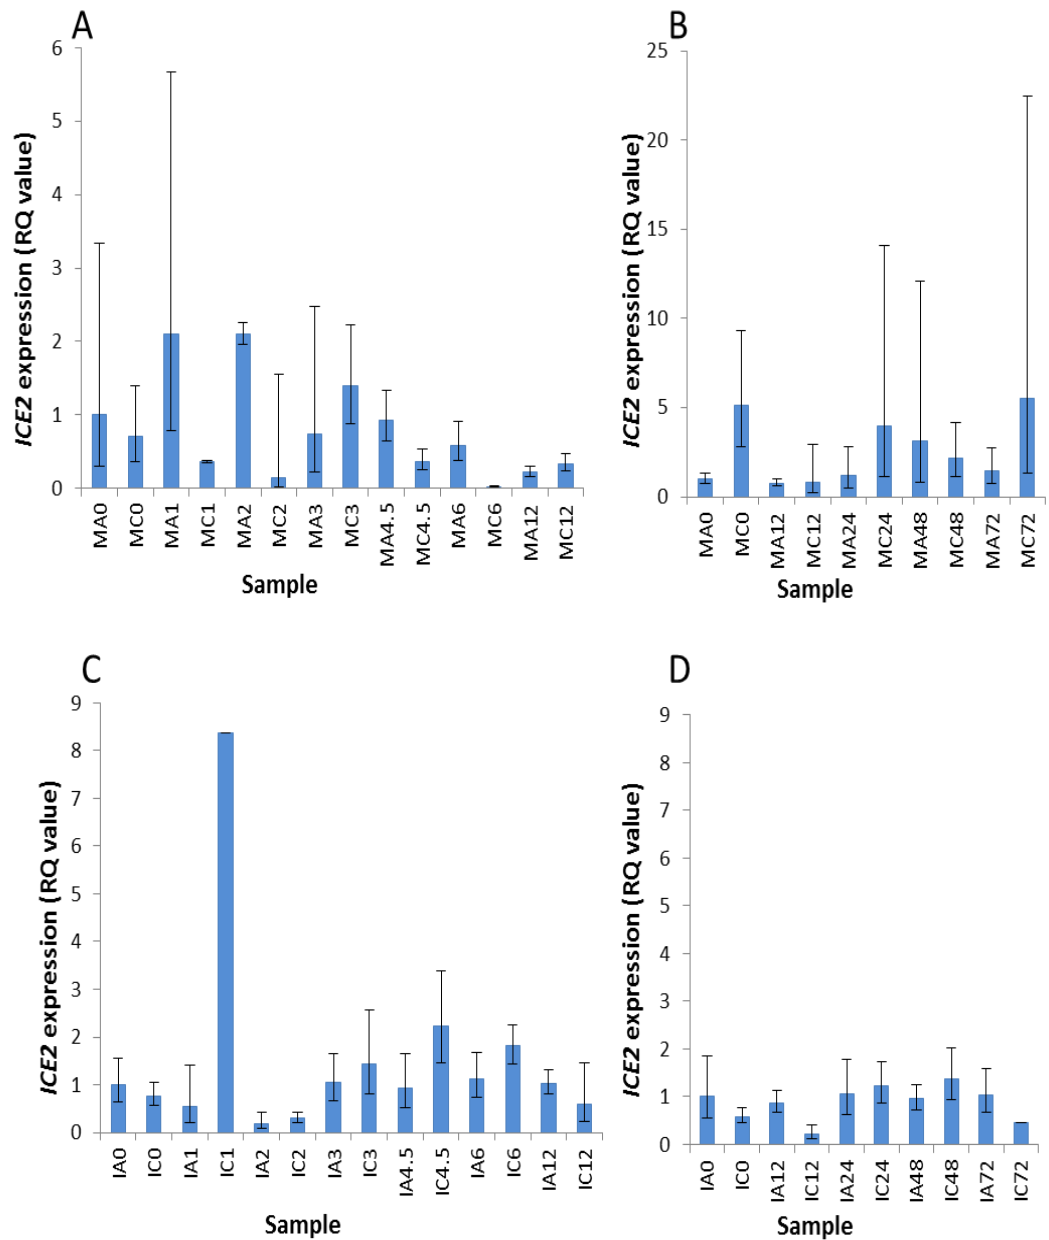 A
ICE2 expression (RQ value)
6
5
4
3
2
1
0
MA0 MC0 MA1 MC1 MA2 MC2 MA3 MC3 MA4.5 MC4.5 MA6 MC6 MA12 MC12
Sample
B
ICE2 expression (RQ value)
25
20
15
10
5
0
MA0 MC0 MA12 MC12 MA24 MC24 MA48 MC48 MA72 MC72
Sample
C
ICE2 expression (RQ value)
9
8
7
6
5
4
3
2
1
0
IA0 IC0 IA1 IC1 IA2 IC2 IA3 IC3 IA4.5 IC4.5 IA6 IC6 IA12 IC12
Sample
D
ICE2 expression (RQ value)
9
8
7
6
5
4
3
2
1
0
IA0 IC0 IA12 IC12 IA24 IC24 IA48 IC48 IA72 IC72
Sample